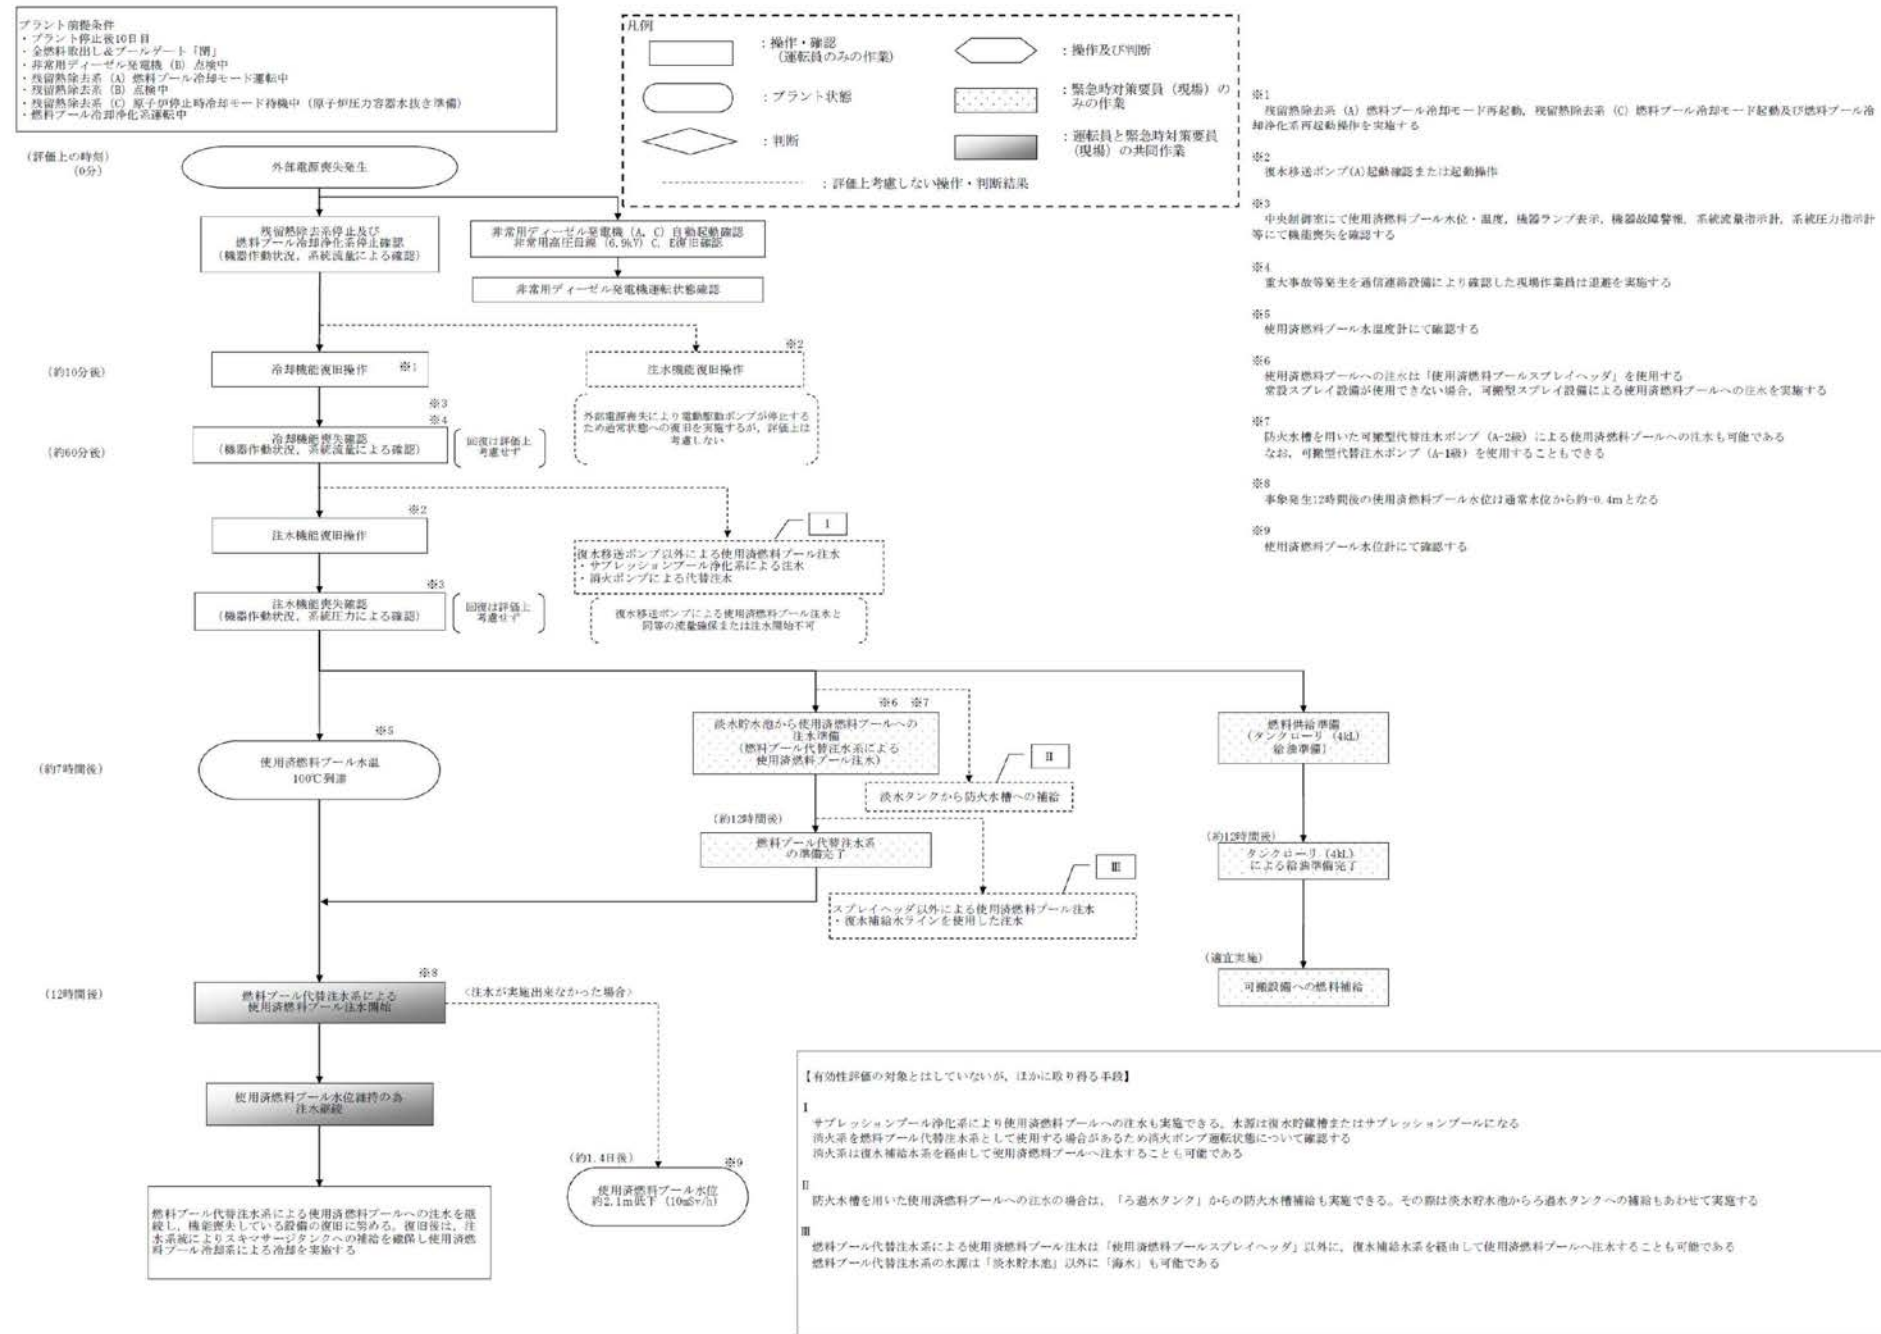 プラント前提条件
・プラント停止後10日目
・全燃料取出し＆プールゲート「閉」
・非常用ディーゼル発電機（B）点検中
・残留熱除去系（A）燃料プール冷却モード運転中
・残留熱除去系（B）点検中
・残留熱除去系（C）原子炉停止時冷却モード待機中（原子炉圧力容器水抜き準備）
・燃料プール冷却浄化系運転中
凡例
：操作・確認
（運転員のみの作業）
：操作及び判断
：プラント状態
：緊急時対策要員（現場）の
みの作業
：判断
：運転員と緊急時対策要員
（現場）の共同作業
：評価上考慮しない操作・判断結果
※1
残留熱除去系（A）燃料プール冷却モード再起動，残留熱除去系（C）燃料プール冷却モード起動及び燃料プール冷
却浄化系再起動操作を実施する
※2
復水移送ポンプ(A)起動確認または起動操作
※3
中央制御室にて使用済燃料プール水位・温度，機器ランプ表示，機器故障警報，系統流量指示計，系統圧力指示計
等にて機能喪失を確認する
※4
重大事故等発生を通信連絡設備により確認した現場作業員は退避を実施する
※5
使用済燃料プール水温度計にて確認する
※6
使用済燃料プールへの注水は「使用済燃料プールスプレイヘッダ」を使用する
常設スプレイ設備が使用できない場合，可搬型スプレイ設備による使用済燃料プールへの注水を実施する
※7
防火水槽を用いた可搬型代替注水ポンプ（A-2級）による使用済燃料プールへの注水も可能である
なお，可搬型代替注水ポンプ（A-1級）を使用することもできる
※8
事象発生12時間後の使用済燃料プール水位は通常水位から約-0.4mとなる
※9
使用済燃料プール水位計にて確認する
（評価上の時刻）
（0分）
外部電源喪失発生
残留熱除去系停止及び
燃料プール冷却浄化系停止確認
（機器作動状況，系統流量による確認）
非常用ディーゼル発電機（A，C）自動起動確認
非常用高圧母線（6.9kV）C，E復旧確認
非常用ディーゼル発電機運転状態確認
（約10分後）
冷却機能復旧操作 ※1
※2
注水機能復旧操作
外部電源喪失により電動駆動ポンプが停止する
ため通常状態への復旧を実施するが，評価上は
考慮しない
※3
※4
（約60分後）
冷却機能喪失確認
（機器作動状況，系統流量による確認）
回復は評価上
考慮せず
※2
注水機能復旧操作
Ⅰ
復水移送ポンプ以外による使用済燃料プール注水
・サプレッションプール浄化系による注水
・消火ポンプによる代替注水
※3
注水機能喪失確認
（機器作動状況，系統圧力による確認）
回復は評価上
考慮せず
復水移送ポンプによる使用済燃料プール注水と
同等の流量確保または注水開始不可
※5
（約7時間後）
使用済燃料プール水温
100℃到達
※6 ※7
淡水貯水池から使用済燃料プールへの
注水準備
（燃料プール代替注水系による
使用済燃料プール注水）
Ⅱ
淡水タンクから防火水槽への補給
燃料供給準備
（タンクローリ（4kL）
給油準備）
（約12時間後）
燃料プール代替注水系
の準備完了
（約12時間後）
タンクローリ（4kL）
による給油準備完了
Ⅲ
スプレイヘッダ以外による使用済燃料プール注水
・復水補給水ラインを使用した注水
（適宜実施）
可搬設備への燃料補給
※8
（12時間後）
燃料プール代替注水系による
使用済燃料プール注水開始
＜注水が実施出来なかった場合＞
使用済燃料プール水位維持の為
注水継続
（約1.4日後）
※9
使用済燃料プール水位
約2.1m低下（10mSv/h）
燃料プール代替注水系による使用済燃料プールへの注水を継
続し，機能喪失している設備の復旧に努める。復旧後は，注
水系統によりスキマサージタンクへの補給を確保し使用済燃
料プール冷却系による冷却を実施する
【有効性評価の対象とはしていないが，ほかに取り得る手段】
Ⅰ
サプレッションプール浄化系により使用済燃料プールへの注水も実施できる。水源は復水貯蔵槽またはサプレッションプールになる
消火系を燃料プール代替注水系として使用する場合があるため消火ポンプ運転状態について確認する
消火系は復水補給水系を経由して使用済燃料プールへ注水することも可能である
Ⅱ
防火水槽を用いた使用済燃料プールへの注水の場合は，「ろ過水タンク」からの防火水槽補給も実施できる。その際は淡水貯水池からろ過水タンクへの補給もあわせて実施する
Ⅲ
燃料プール代替注水系による使用済燃料プール注水は「使用済燃料プールスプレイヘッダ」以外に，復水補給水系を経由して使用済燃料プールへ注水することも可能である
燃料プール代替注水系の水源は「淡水貯水池」以外に「海水」も可能である